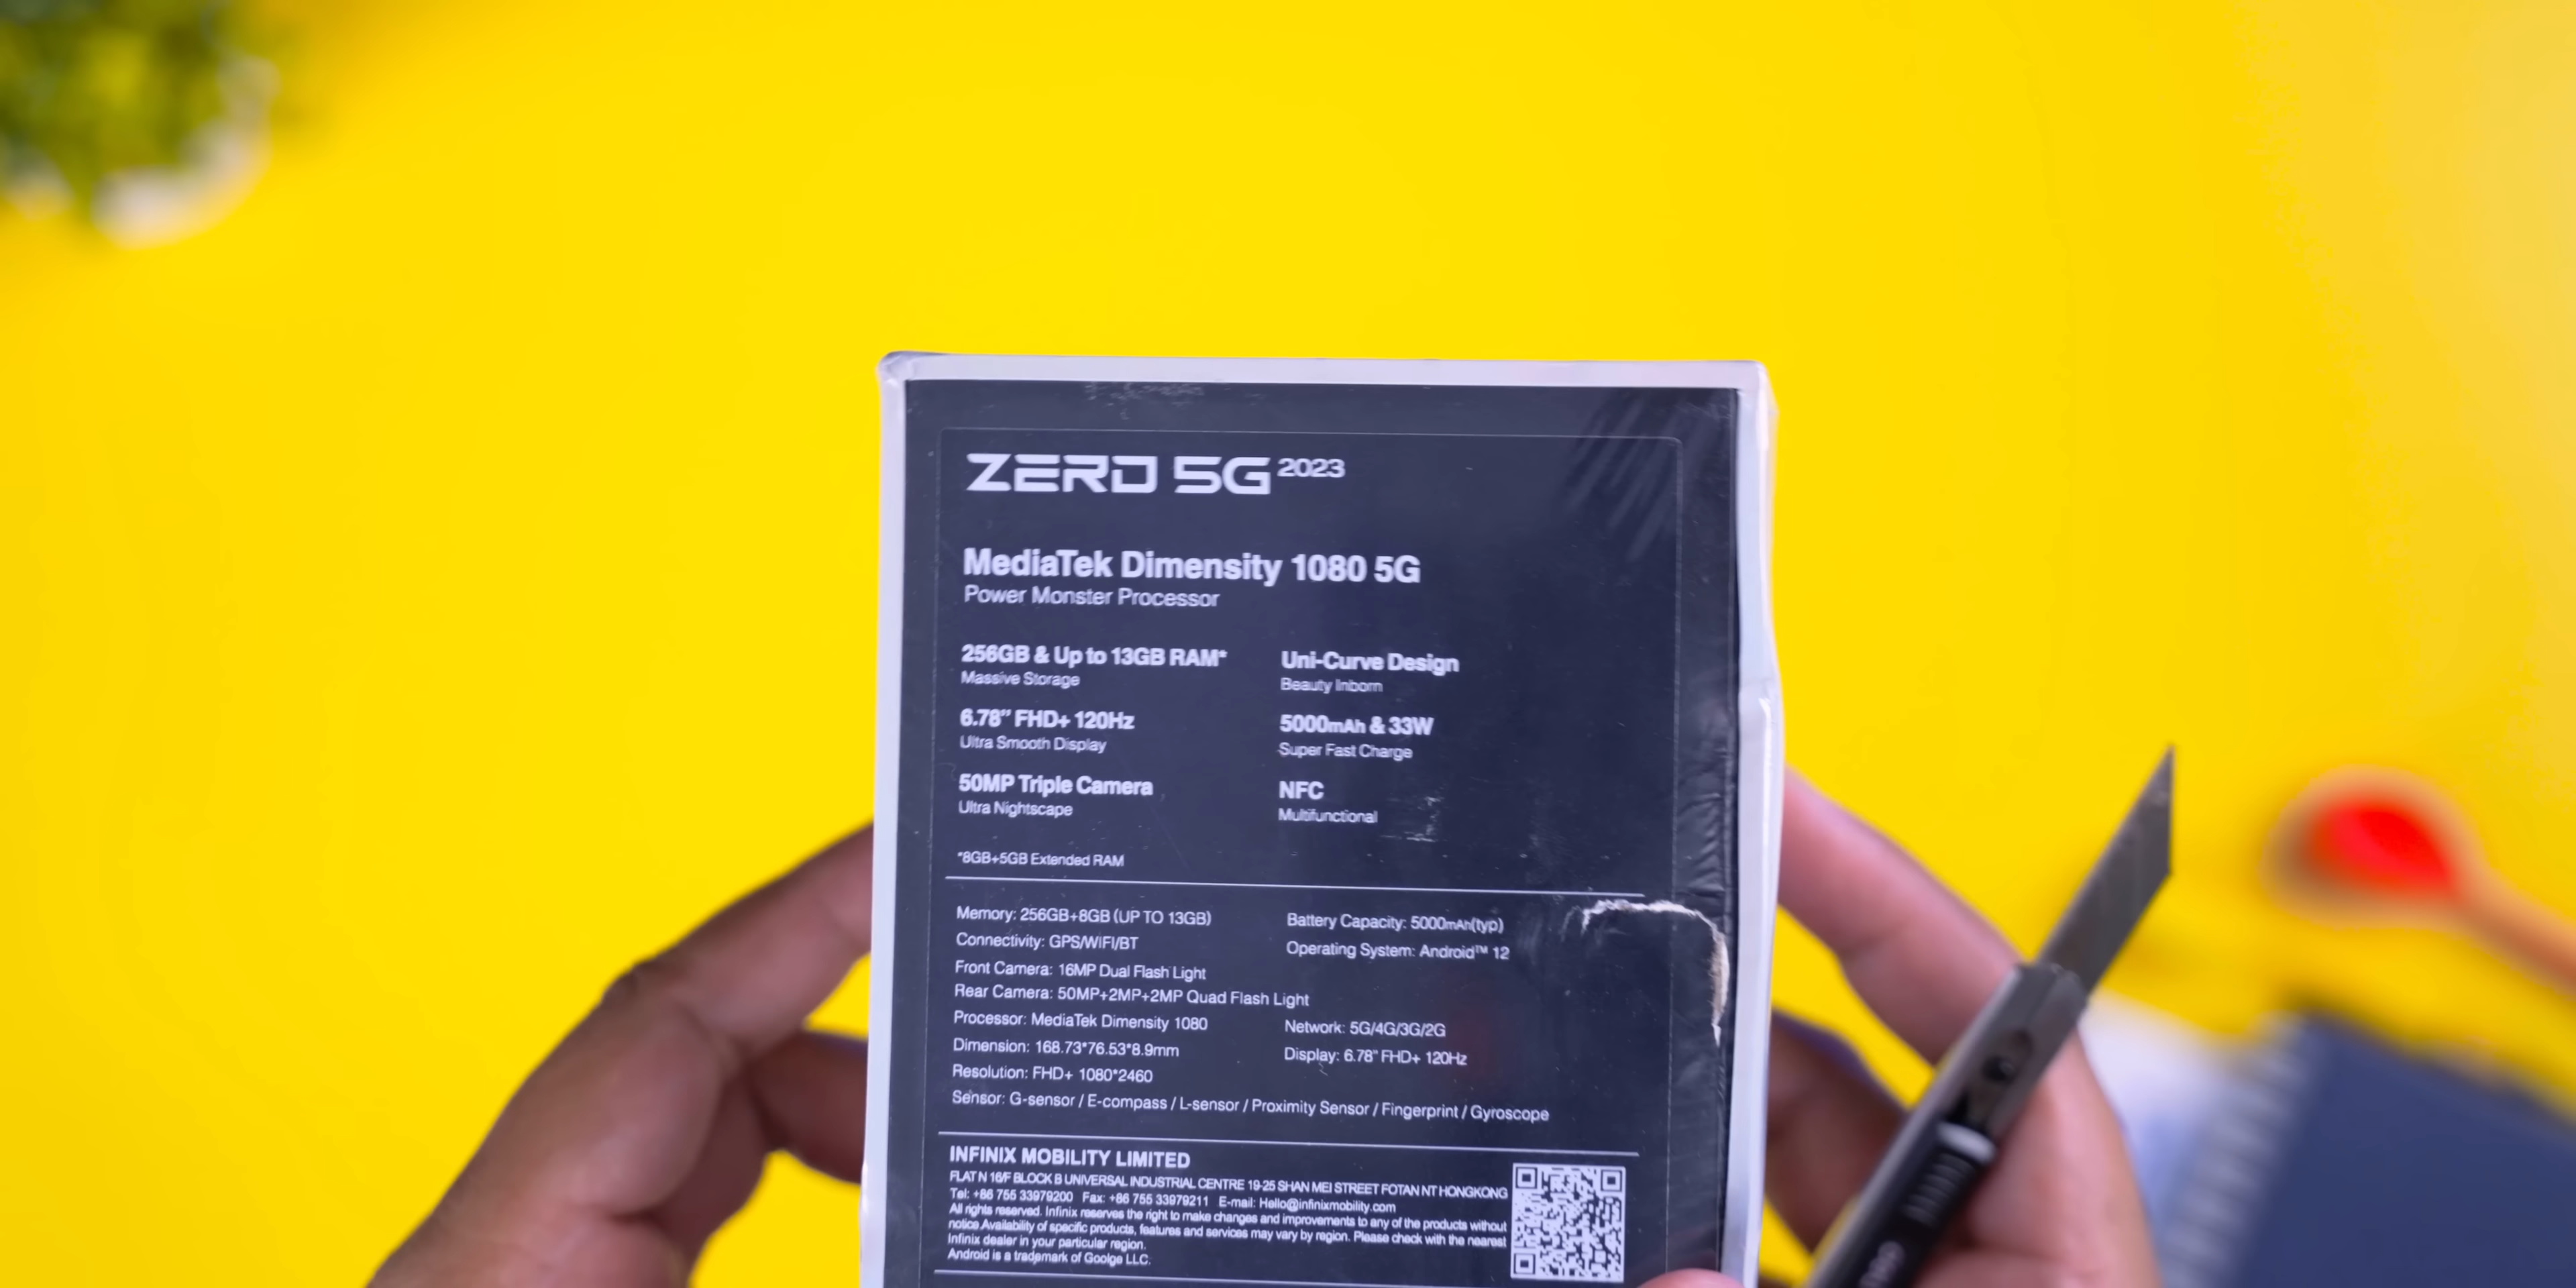 ZERO 5G 2023
MediaTek Dimensity 1080 5G
Power Monster Processor
256GB & Up to 13GB RAM*
Massive Storage
Uni-Curve Design
Beauty Inborn
6.78" FHD+ 120Hz
Ultra Smooth Display
5000mAh & 33W
Super Fast Charge
50MP Triple Camera
Ultra Nightscape
NFC
Multifunctional
*8GB+5GB Extended RAM
Memory: 256GB+8GB (UP TO 13GB)
Battery Capacity: 5000mAh(typ)
Connectivity: GPS/WIFI/BT
Operating System: Android™ 12
Front Camera: 16MP Dual Flash Light
Rear Camera: 50MP+2MP+2MP Quad Flash Light
Processor: MediaTek Dimensity 1080
Network: 5G/4G/3G/2G
Dimension: 168.73*76.53*8.9mm
Display: 6.78" FHD+ 120Hz
Resolution: FHD+ 1080*2460
Sensor: G-sensor / E-compass / L-sensor / Proximity Sensor / Fingerprint / Gyroscope
INFINIX MOBILITY LIMITED
FLAT N 16/F BLOCK B UNIVERSAL INDUSTRIAL CENTRE 19-25 SHAN MEI STREET FOTAN NT HONGKONG
Tel: +86 755 33979200 Fax: +86 755 33979211 E-mail: Hello@infinixmobility.com
All rights reserved. Infinix reserves the right to make changes and improvements to any of the products without
notice.Availability of specific products, features and services may vary by region. Please check with the nearest
Infinix dealer in your particular region.
Android is a trademark of Goolge LLC.